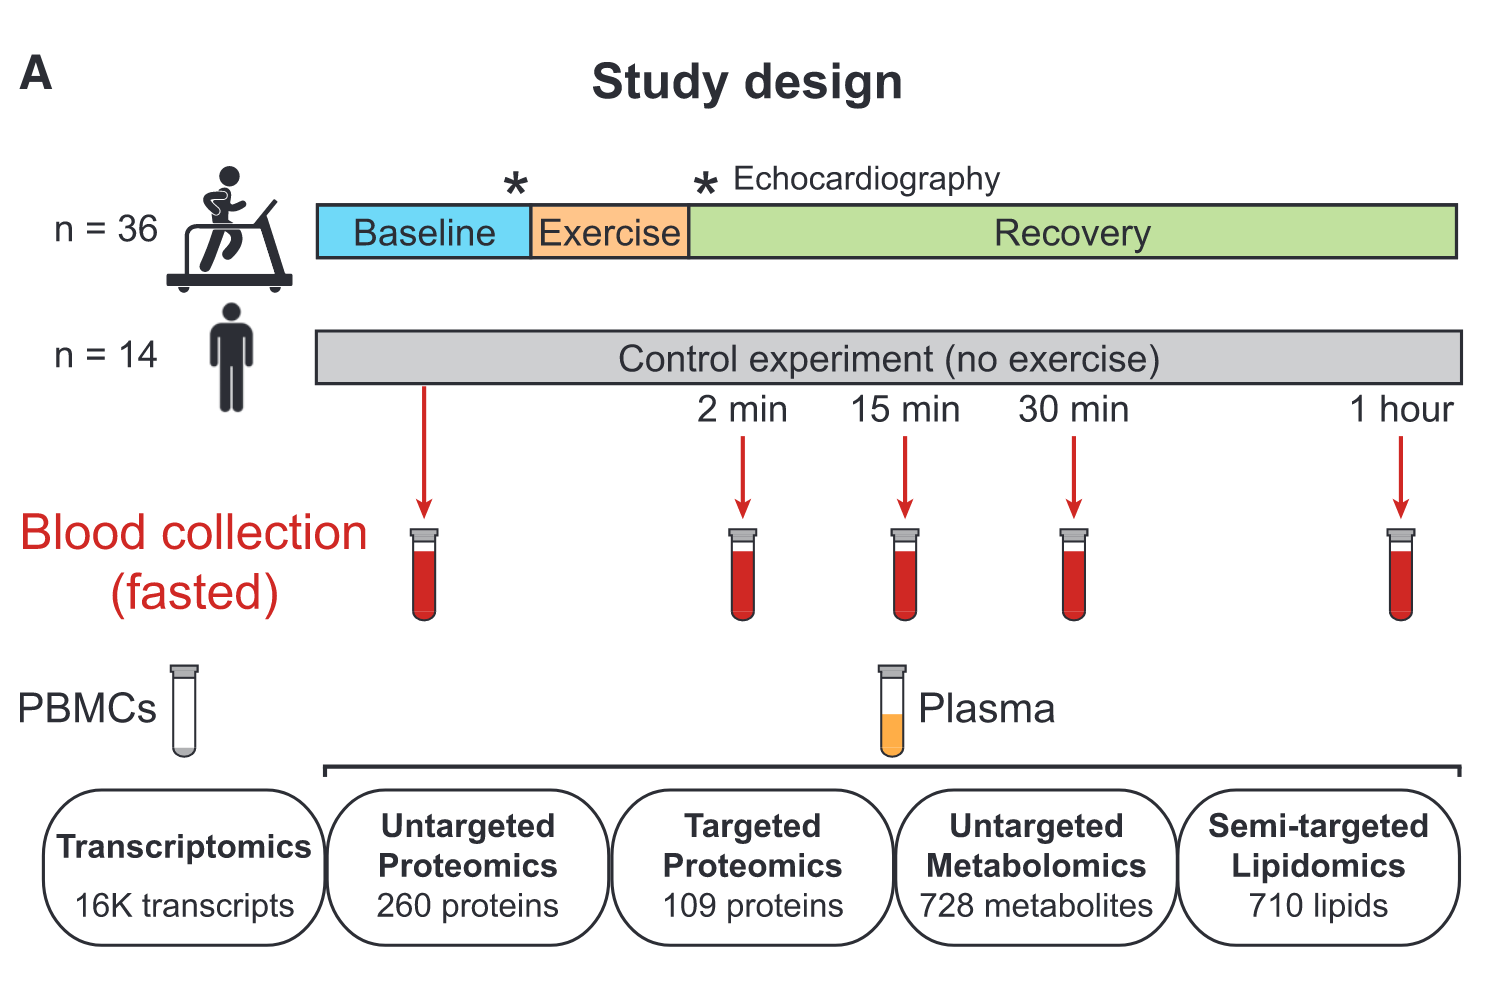 A
Study design
* * Echocardiography
n = 36
Baseline Exercise Recovery
n = 14
Control experiment (no exercise)
2 min 15 min 30 min 1 hour
Blood collection
(fasted)
PBMCs
Plasma
Transcriptomics
16K transcripts
Untargeted
Proteomics
260 proteins
Targeted
Proteomics
109 proteins
Untargeted
Metabolomics
728 metabolites
Semi-targeted
Lipidomics
710 lipids